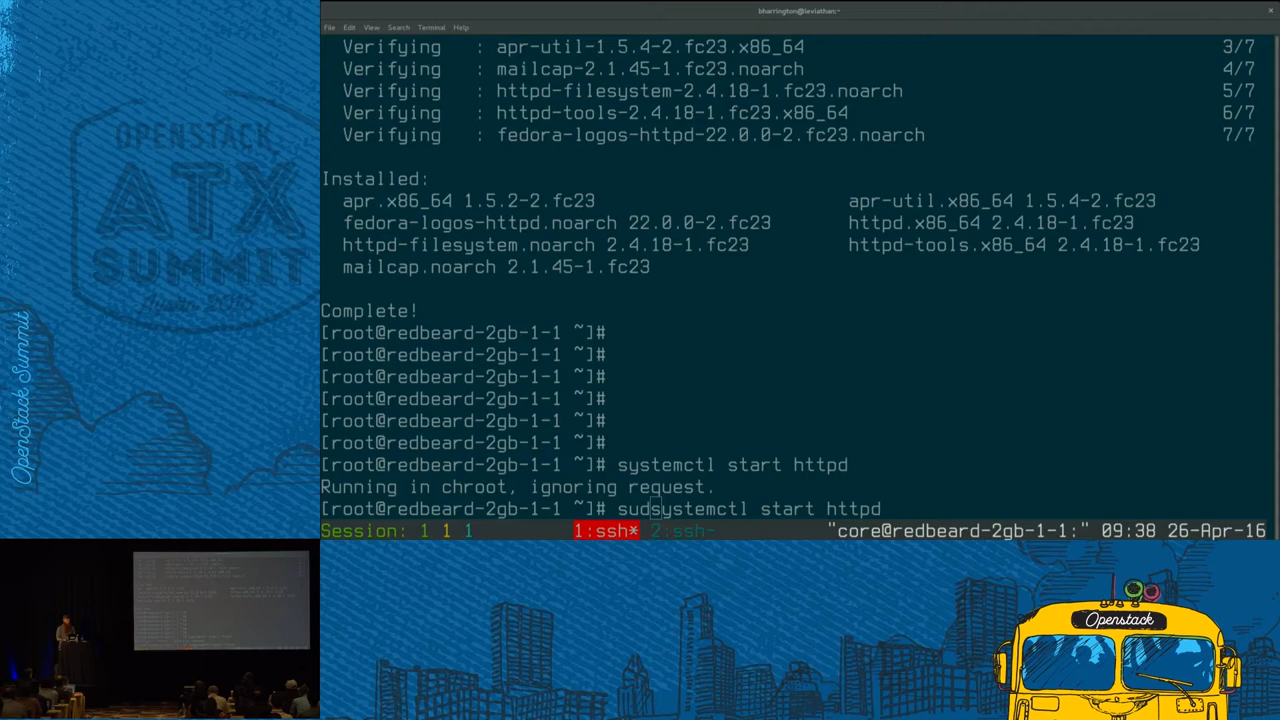 bharrington@leviathan:~
File Edit View Search Terminal Help
Verifying : apr-util-1.5.4-2.fc23.x86_64 3/7
Verifying : mailcap-2.1.45-1.fc23.noarch 4/7
Verifying : httpd-filesystem-2.4.18-1.fc23.noarch 5/7
Verifying : httpd-tools-2.4.18-1.fc23.x86_64 6/7
Verifying : fedora-logos-httpd-22.0.0-2.fc23.noarch 7/7
Installed:
apr.x86_64 1.5.2-2.fc23 apr-util.x86_64 1.5.4-2.fc23
fedora-logos-httpd.noarch 22.0.0-2.fc23 httpd.x86_64 2.4.18-1.fc23
httpd-filesystem.noarch 2.4.18-1.fc23 httpd-tools.x86_64 2.4.18-1.fc23
mailcap.noarch 2.1.45-1.fc23
Complete!
[root@redbeard-2gb-1-1 ~]#
[root@redbeard-2gb-1-1 ~]#
[root@redbeard-2gb-1-1 ~]#
[root@redbeard-2gb-1-1 ~]#
[root@redbeard-2gb-1-1 ~]#
[root@redbeard-2gb-1-1 ~]#
[root@redbeard-2gb-1-1 ~]# systemctl start httpd
Running in chroot, ignoring request.
[root@redbeard-2gb-1-1 ~]# sudsystemctl start httpd
Session: 1 1 1 1:ssh* 2:ssh- "core@redbeard-2gb-1-1:" 09:38 26-Apr-16
OPENSTACK
ATX
SUMMIT
Austin 2016
OpenStack Summit
Openstack